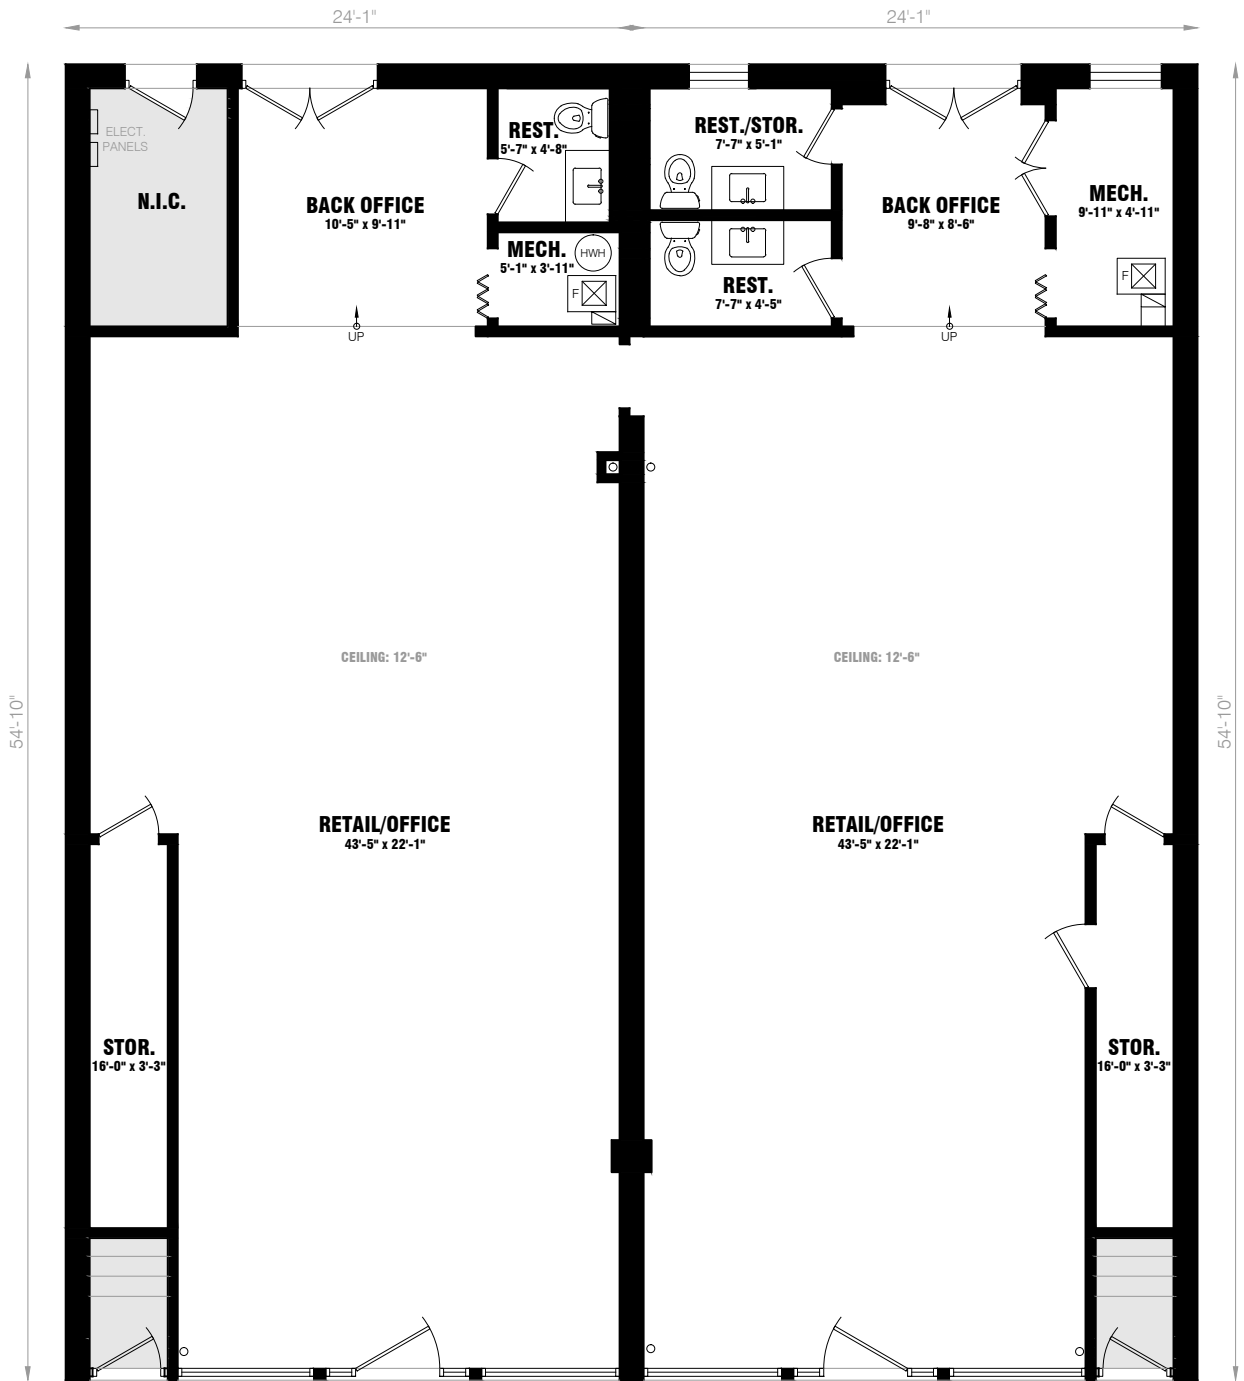 24'-1"
24'-1"
ELECT.
PANELS
N.I.C.
BACK OFFICE
10'-5" x 9'-11"
REST.
5'-7" x 4'-8"
MECH.
5'-1" x 3'-11"
HWH
F
UP
REST./STOR.
7'-7" x 5'-1"
REST.
7'-7" x 4'-5"
BACK OFFICE
9'-8" x 8'-6"
MECH.
9'-11" x 4'-11"
F
UP
CEILING: 12'-6"
CEILING: 12'-6"
54'-10"
54'-10"
RETAIL/OFFICE
43'-5" x 22'-1"
RETAIL/OFFICE
43'-5" x 22'-1"
STOR.
16'-0" x 3'-3"
STOR.
16'-0" x 3'-3"